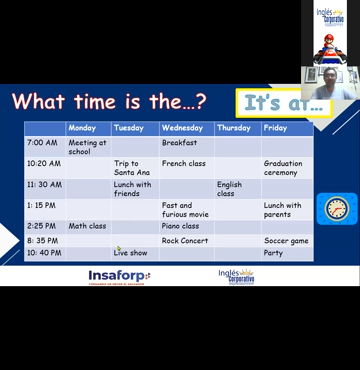 Inglés
Corporativo
What time is the...?
It's at...
Monday Tuesday Wednesday Thursday Friday
7:00 AM Meeting at school Breakfast
10:20 AM Trip to Santa Ana French class Graduation ceremony
11: 30 AM Lunch with friends English class
1: 15 PM Fast and furious movie Lunch with parents
2:25 PM Math class Piano class
8: 35 PM Rock Concert Soccer game
10: 40 PM Live show Party
Insaforp
Inglés
Corporativo